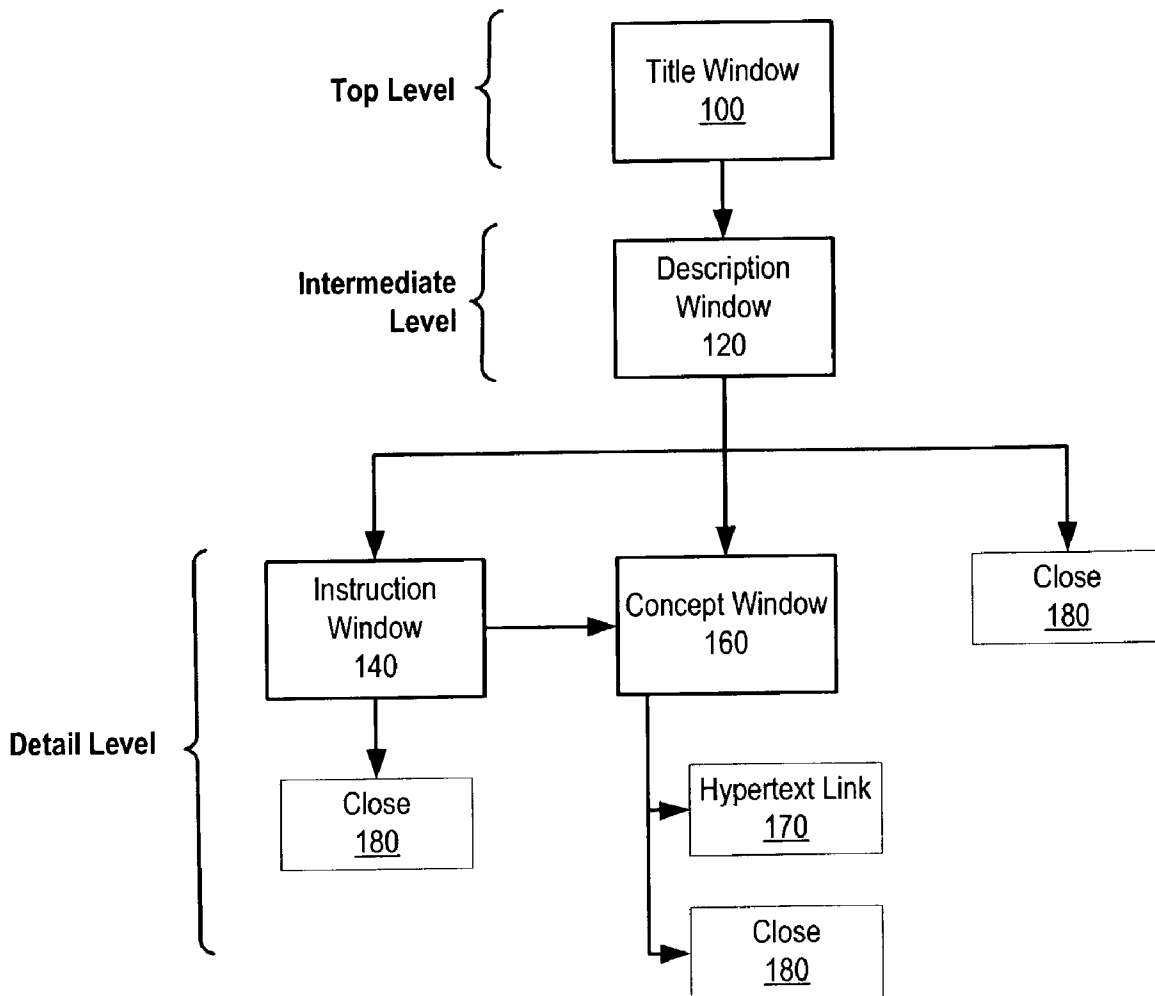 Top Level
Title Window
100
Intermediate
Level
Description
Window
120
Detail Level
Instruction
Window
140
Concept Window
160
Close
180
Close
180
Hypertext Link
170
Close
180